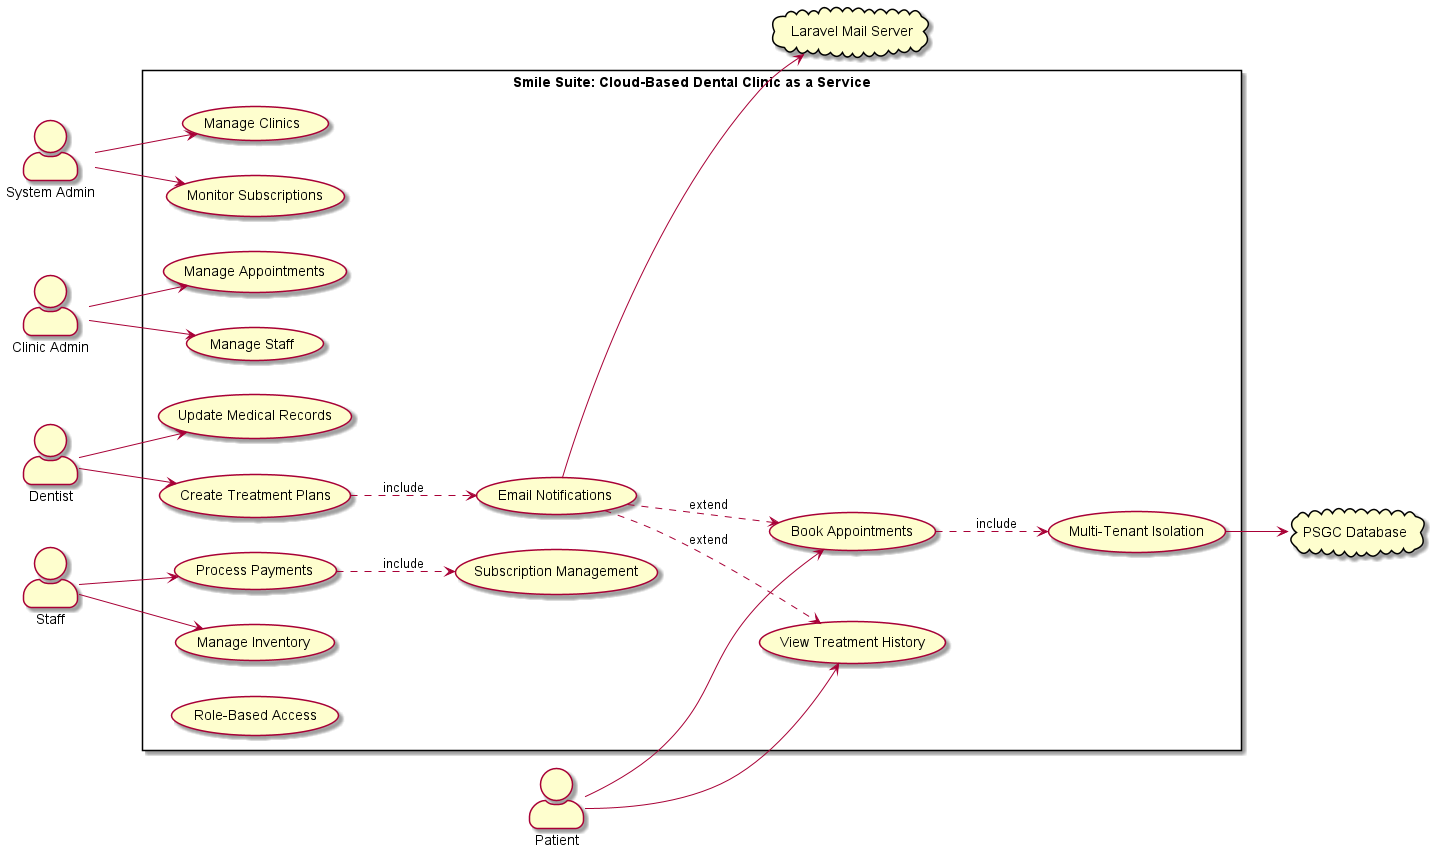 Laravel Mail Server
Smile Suite: Cloud-Based Dental Clinic as a Service
Manage Clinics
System Admin
Monitor Subscriptions
Manage Appointments
Clinic Admin
Manage Staff
Update Medical Records
Dentist
Create Treatment Plans
include
Email Notifications
extend
extend
Book Appointments
include
Multi-Tenant Isolation
PSGC Database
Process Payments
include
Subscription Management
Staff
Manage Inventory
View Treatment History
Role-Based Access
Patient